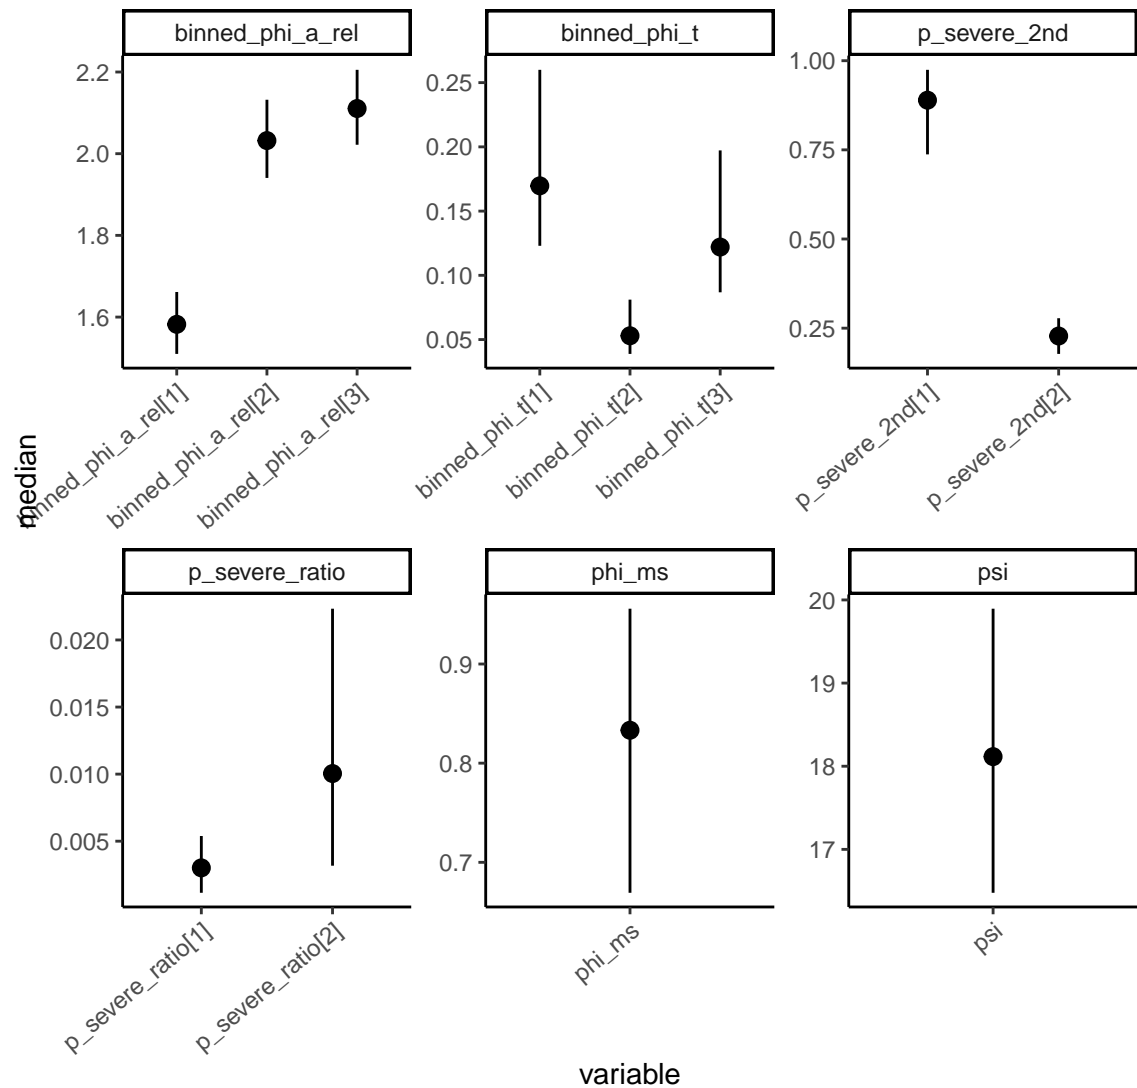 binned_phi_a_rel
binned_phi_t
p_severe_2nd
2.2
2.0
1.8
1.6
0.25
0.20
0.15
0.10
0.05
1.00
0.75
0.50
0.25
binned_phi_a_rel[1]
binned_phi_a_rel[2]
binned_phi_a_rel[3]
binned_phi_t[1]
binned_phi_t[2]
binned_phi_t[3]
p_severe_2nd[1]
p_severe_2nd[2]
median
p_severe_ratio
phi_ms
psi
0.020
0.015
0.010
0.005
0.9
0.8
0.7
20
19
18
17
p_severe_ratio[1]
p_severe_ratio[2]
phi_ms
psi
variable